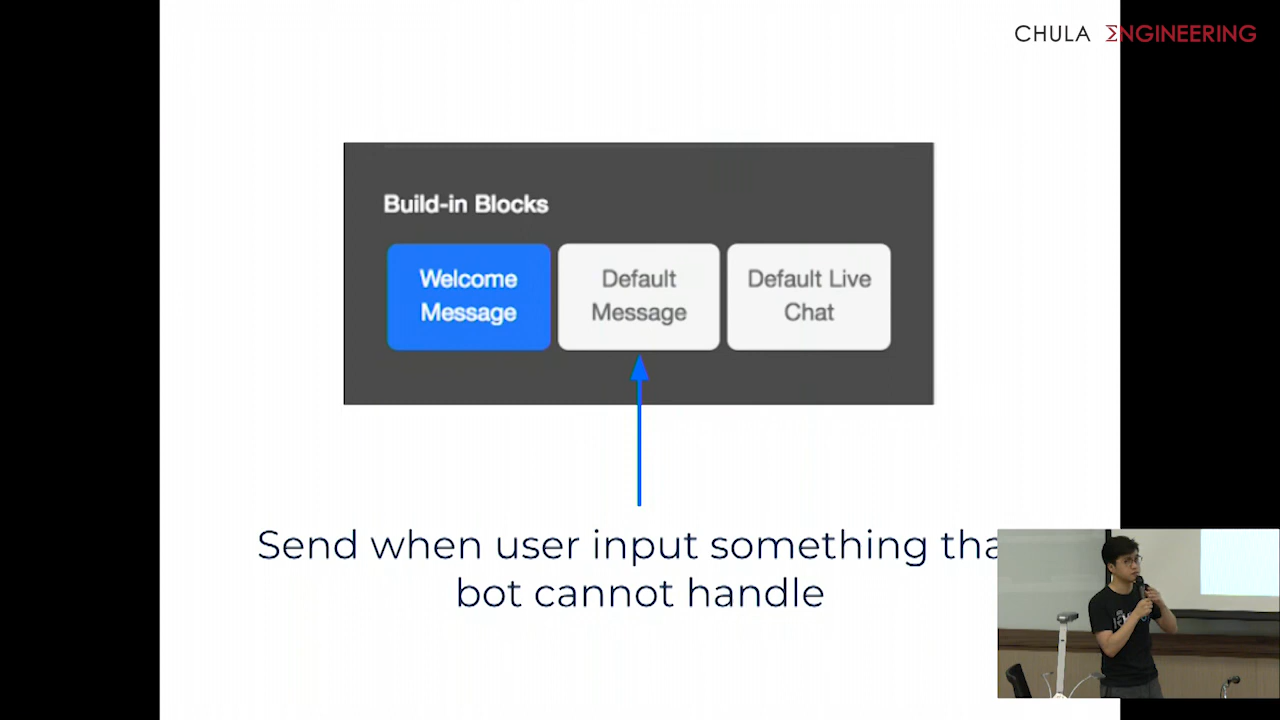 CHULA ΣNGINEERING
Build-in Blocks
Welcome
Message
Default
Message
Default Live
Chat
Send when user input something tha
bot cannot handle